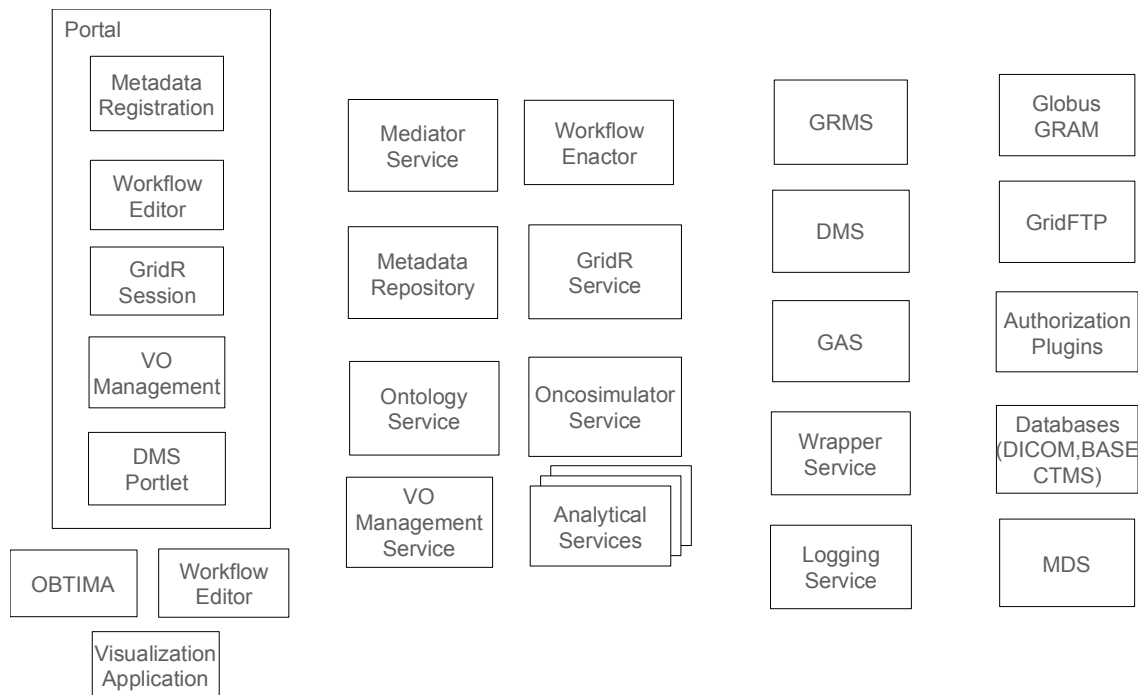 Portal
Metadata
Registration
Workflow
Editor
GridR
Session
VO
Management
DMS
Portlet
OBTIMA
Workflow
Editor
Visualization
Application
Mediator
Service
Workflow
Enactor
Metadata
Repository
GridR
Service
Ontology
Service
Oncosimulator
Service
VO
Management
Service
Analytical
Services
GRMS
DMS
GAS
Wrapper
Service
Logging
Service
Globus
GRAM
GridFTP
Authorization
Plugins
Databases
(DICOM,BASE
CTMS)
MDS